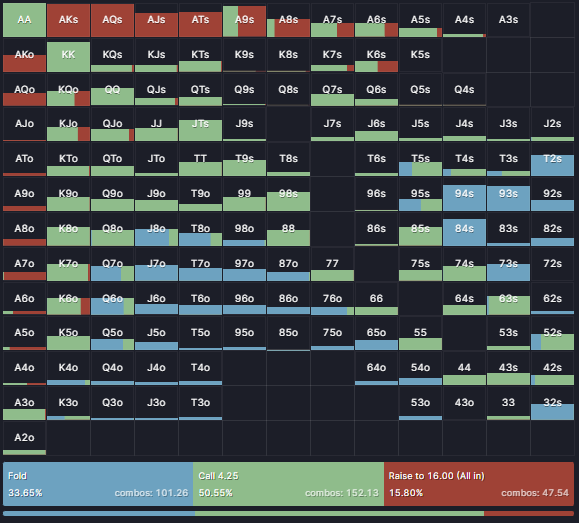 AA AKs AQs AJs ATs A9s A8s A7s A6s A5s A4s A3s
AKo KK KQs KJs KTs K9s K8s K7s K6s K5s
AQo KQo QQ QJs QTs Q9s Q8s Q7s Q6s Q5s Q4s
AJo KJo QJo JJ JTs J9s J7s J6s J5s J4s J3s J2s
ATo KTo QTo JTo TT T9s T8s T6s T5s T4s T3s T2s
A9o K9o Q9o J9o T9o 99 98s 96s 95s 94s 93s 92s
A8o K8o Q8o J8o T8o 98o 88 86s 85s 84s 83s 82s
A7o K7o Q7o J7o T7o 97o 87o 77 75s 74s 73s 72s
A6o K6o Q6o J6o T6o 96o 86o 76o 66 64s 63s 62s
A5o K5o Q5o J5o T5o 95o 85o 75o 65o 55 53s 52s
A4o K4o Q4o J4o T4o 64o 54o 44 43s 42s
A3o K3o Q3o J3o T3o 53o 43o 33 32s
A2o
Fold Call 4.25 Raise to 16.00 (All in)
33.65% combos: 101.26 50.55% combos: 152.13 15.80% combos: 47.54